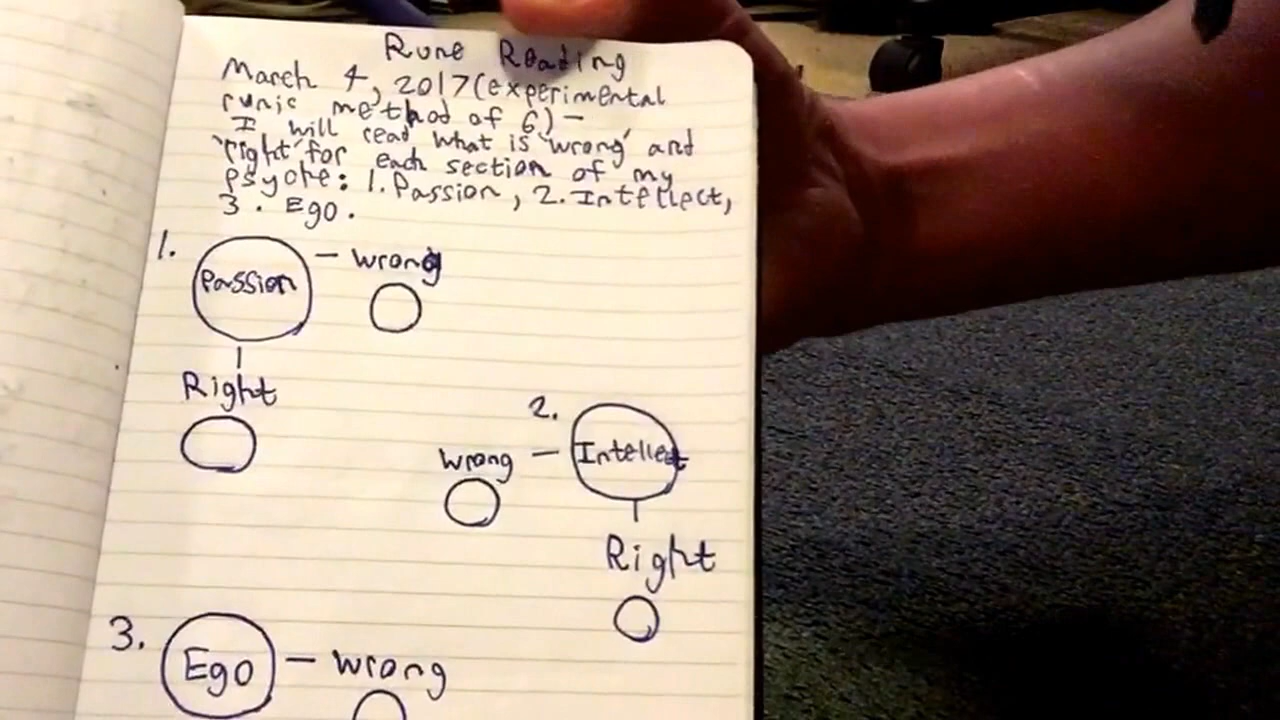 Rune Reading
March 4, 2017 (experimental
runic method of 6) -
I will read what is 'wrong' and
'right' for each section of my
psyche: 1. Passion, 2. Intellect,
3. Ego.
1. Passion - Wrong
Right
2. Intellect
Wrong -
Right
3. Ego - Wrong